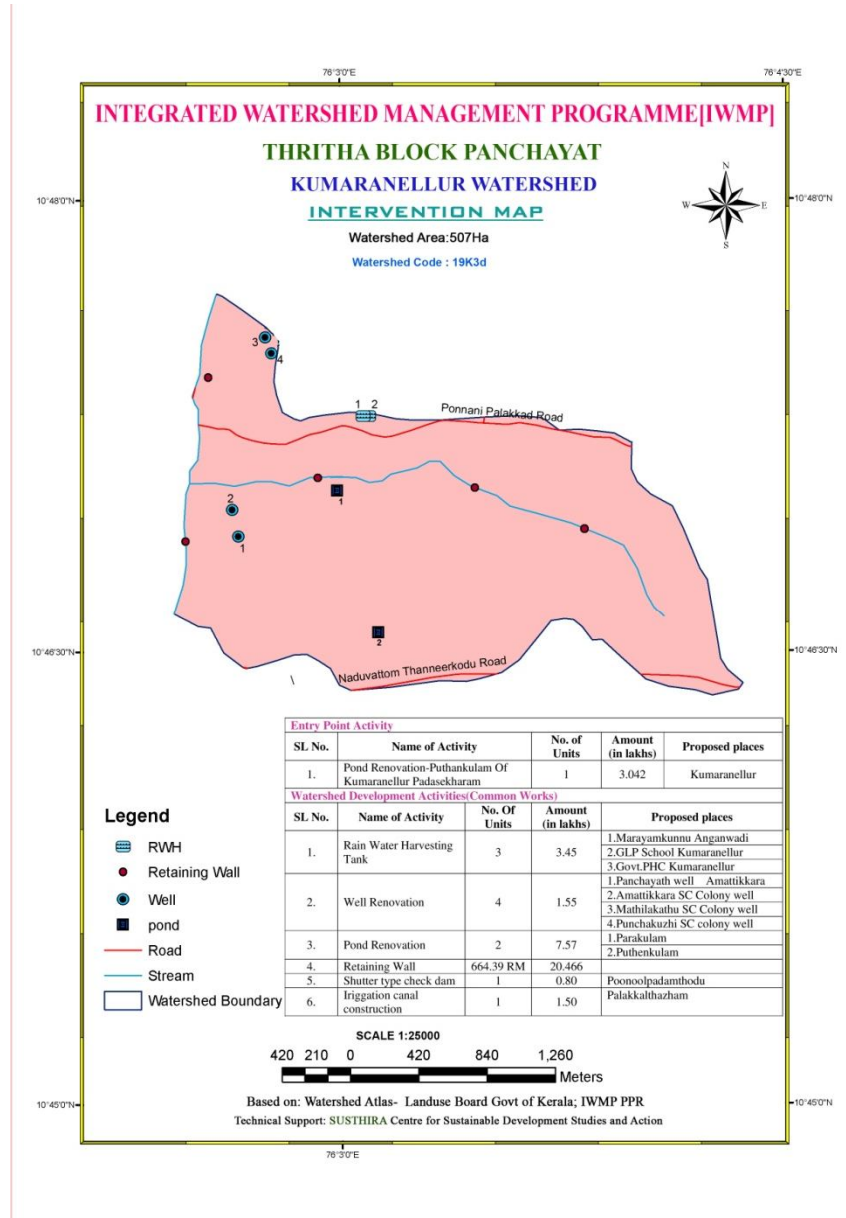 76°3'0"E 76°4'30"E
INTEGRATED WATERSHED MANAGEMENT PROGRAMME[IWMP]
THRITHA BLOCK PANCHAYAT
KUMARANELLUR WATERSHED
INTERVENTION MAP
Watershed Area:507Ha
Watershed Code : 19K3d
N
W E
S
10°48'0"N 10°48'0"N
3
4
1 2
Ponnani Palakkad Road
2
1
1
2
10°46'30"N 10°46'30"N
Naduvattom Thanneerkodu Road
Entry Point Activity
SL No. Name of Activity No. of Units Amount (in lakhs) Proposed places
1. Pond Renovation-Puthankulam Of Kumaranellur Padasekharam 1 3.042 Kumaranellur
Watershed Development Activities(Common Works)
SL No. Name of Activity No. Of Units Amount (in lakhs) Proposed places
1. Rain Water Harvesting Tank 3 3.45 1.Marayamkunnu Anganwadi
2.GLP School Kumaranellur
3.Govt.PHC Kumaranellur
2. Well Renovation 4 1.55 1.Panchayath well Amattikkara
2.Amattikkara SC Colony well
3.Mathilakathu SC Colony well
4.Punchakuzhi SC colony well
3. Pond Renovation 2 7.57 1.Parakulam
2.Puthenkulam
4. Retaining Wall 664.39 RM 20.466
5. Shutter type check dam 1 0.80 Poonoolpadamthodu
6. Iriggation canal construction 1 1.50 Palakkalthazham
Legend
RWH
Retaining Wall
Well
pond
Road
Stream
Watershed Boundary
SCALE 1:25000
420 210 0 420 840 1,260
Meters
Based on: Watershed Atlas- Landuse Board Govt of Kerala; IWMP PPR
Technical Support: SUSTHIRA Centre for Sustainable Development Studies and Action
10°45'0"N 10°45'0"N
76°3'0"E